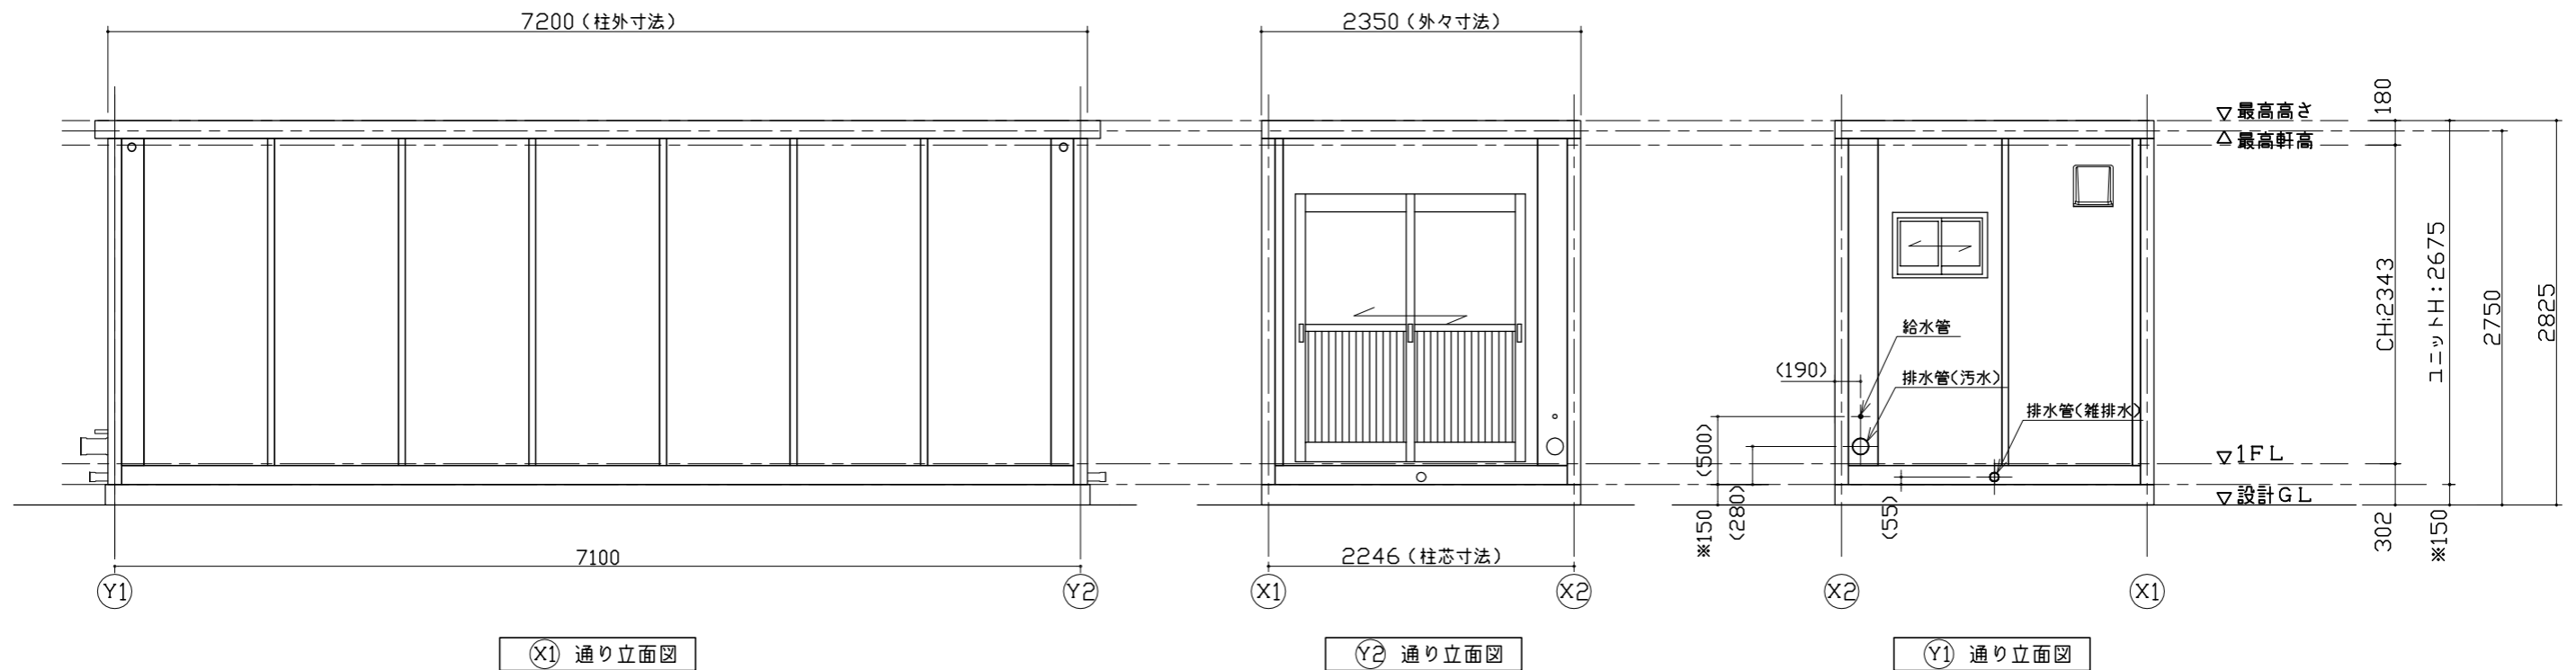 7200（柱外寸法）
2350（外々寸法）
180
▽最高高さ
△最高軒高
CH:2343
ユニットH：2675
2750
2825
給水管
(190)
排水管(汚水)
排水管(雑排水)
(500)
▽1FL
※150
(280)
(55)
▽設計GL
302
※150
7100
2246（柱芯寸法）
Y1
Y2
X1
X2
X2
X1
X1 通り立面図
Y2 通り立面図
Y1 通り立面図